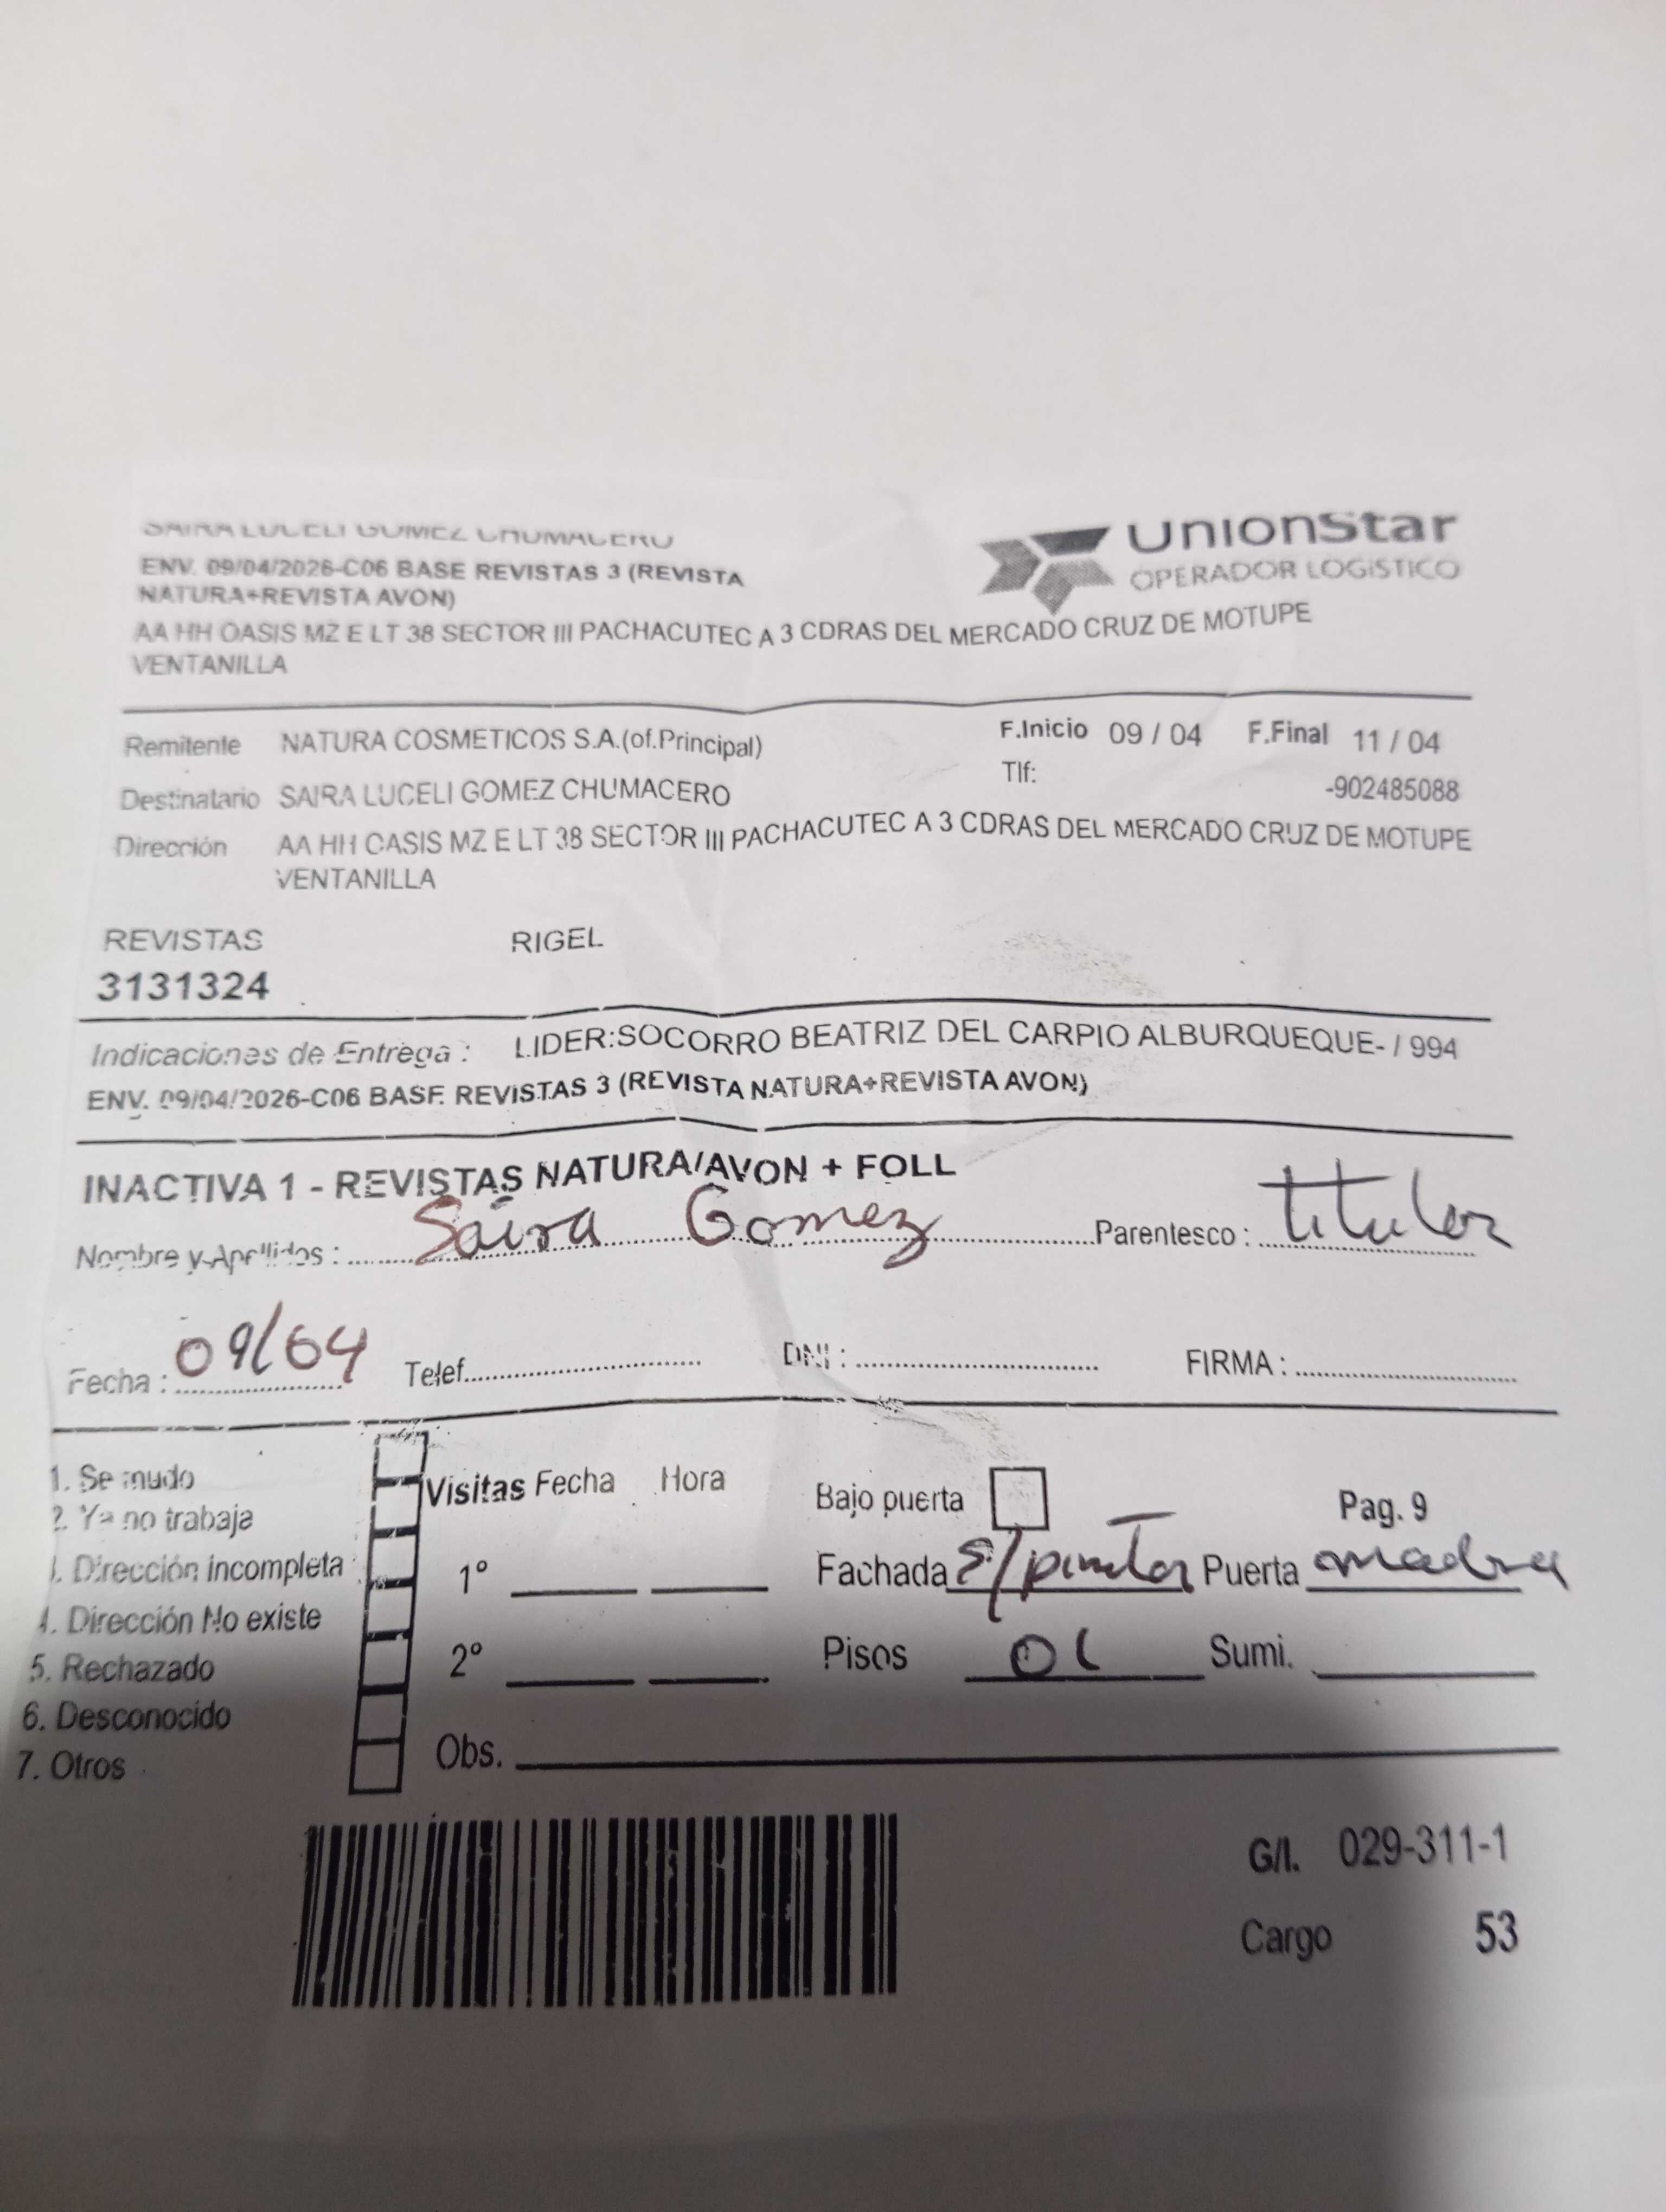 SAIRA LUCELI GOMEZ CHUMACERO
UnionStar
OPERADOR LOGISTICO
ENV. 09/04/2026-C06 BASE REVISTAS 3 (REVISTA
NATURA+REVISTA AVON)
AA HH OASIS MZ E LT 38 SECTOR III PACHACUTEC A 3 CDRAS DEL MERCADO CRUZ DE MOTUPE
VENTANILLA
Remitente NATURA COSMETICOS S.A.(of.Principal) F.Inicio 09 / 04 F.Final 11 / 04
Tlf: -902485088
Destinatario SAIRA LUCELI GOMEZ CHUMACERO
Dirección AA HH OASIS MZ E LT 38 SECTOR III PACHACUTEC A 3 CDRAS DEL MERCADO CRUZ DE MOTUPE
VENTANILLA
REVISTAS RIGEL
3131324
Indicaciones de Entrega : LIDER:SOCORRO BEATRIZ DEL CARPIO ALBURQUEQUE- / 994
ENV. 09/04/2026-C06 BASE REVISTAS 3 (REVISTA NATURA+REVISTA AVON)
INACTIVA 1 - REVISTAS NATURA/AVON + FOLL
Nombre y Apellidos : Saira Gomez Parentesco : titular
Fecha : 09/04 Telef. DNI : FIRMA :
1. Se mudo
2. Ya no trabaja
3. Dirección incompleta
4. Dirección No existe
5. Rechazado
6. Desconocido
7. Otros
Visitas Fecha Hora
1°
2°
Obs.
Bajo puerta Pag. 9
Fachada S/pintar Puerta madera
Pisos 01 Sumi.
G/I. 029-311-1
Cargo 53